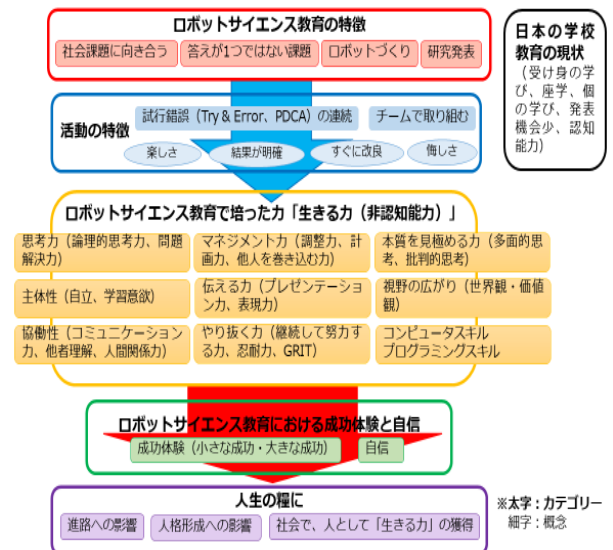 ロボットサイエンス教育の特徴
社会課題に向き合う
答えが1つではない課題
ロボットづくり
研究発表
日本の学校
教育の現状
（受け身の学
び、座学、個
の学び、発表
機会少、認知
能力）
活動の特徴
試行錯誤（Try & Error、PDCA）の連続
チームで取り組む
楽しさ
結果が明確
すぐに改良
悔しさ
ロボットサイエンス教育で培った力「生きる力（非認知能力）」
思考力（論理的思考力、問題
解決力）
マネジメント力（調整力、計
画力、他人を巻き込む力）
本質を見極める力（多面的思
考、批判的思考）
主体性（自立、学習意欲）
伝える力（プレゼンテーショ
ン力、表現力）
視野の広がり（世界観・価値
観）
協働性（コミュニケーション
力、他者理解、人間関係力）
やり抜く力（継続して努力す
る力、忍耐力、GRIT）
コンピュータスキル
プログラミングスキル
ロボットサイエンス教育における成功体験と自信
成功体験（小さな成功・大きな成功）
自信
人生の糧に
進路への影響
人格形成への影響
社会で、人として「生きる力」の獲得
※太字：カテゴリー
細字：概念